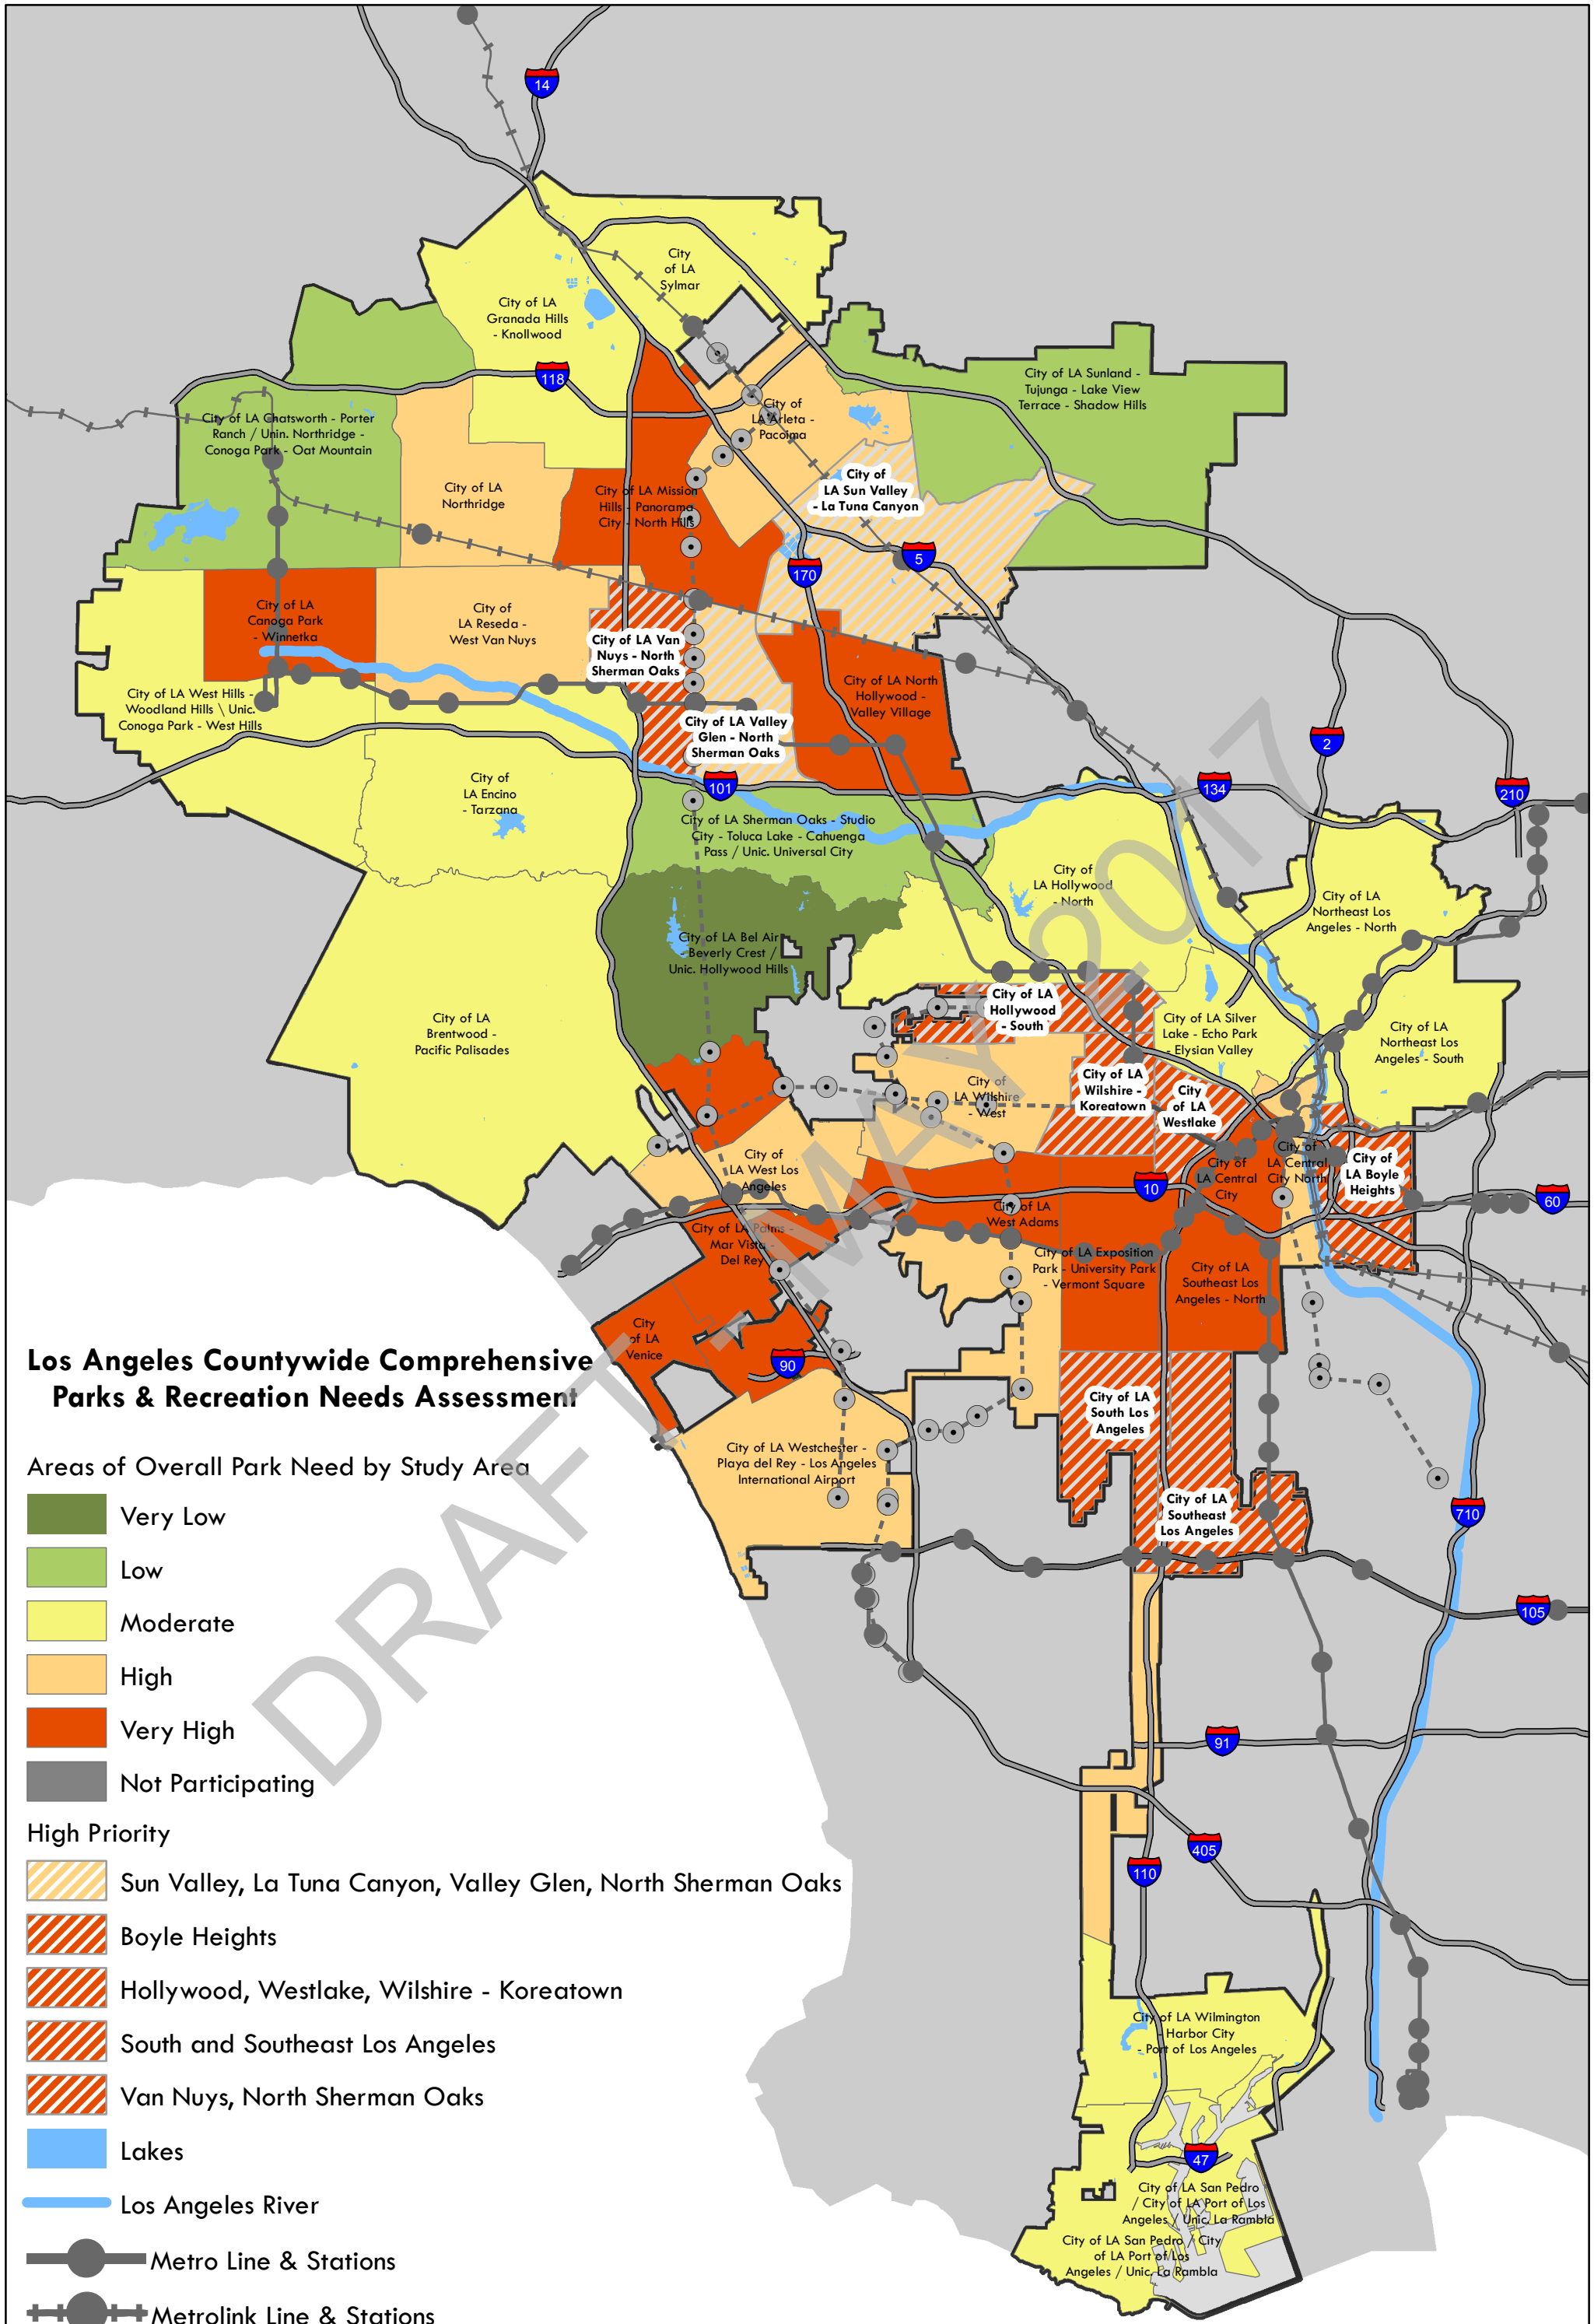 14
City
of LA
Sylmar
City of LA
Granada Hills
- Knollwood
118
City of LA Sunland -
Tujunga - Lake View
Terrace - Shadow Hills
City of LA Chatsworth - Porter
Ranch / Unin. Northridge -
Conoga Park - Oat Mountain
City of
LA Arleta -
Pacoima
City of LA
Northridge
City of LA Mission
Hills - Panorama
City - North Hills
City of
LA Sun Valley
- La Tuna Canyon
5
170
City of LA
Canoga Park
- Winnetka
City of
LA Reseda -
West Van Nuys
City of LA Van
Nuys - North
Sherman Oaks
City of LA West Hills -
Woodland Hills \ Unic.
Conoga Park - West Hills
City of LA North
Hollywood -
Valley Village
City of LA Valley
Glen - North
Sherman Oaks
2
City of
LA Encino
- Tarzana
101
134
210
City of LA Sherman Oaks - Studio
City - Toluca Lake - Cahuenga
Pass / Unic. Universal City
City of
LA Hollywood
- North
City of LA
Northeast Los
Angeles - North
City of LA Bel Air
- Beverly Crest /
Unic. Hollywood Hills
City of LA
Brentwood -
Pacific Palisades
City of LA
Hollywood
- South
City of LA Silver
Lake - Echo Park
- Elysian Valley
City of LA
Northeast Los
Angeles - South
City of
LA Wilshire
- West
City of LA
Wilshire -
Koreatown
City
of LA
Westlake
City of
LA West Los
Angeles
City of
LA Central
City
City of
LA Central
City North
City of
LA Boyle
Heights
10
60
City of LA
West Adams
City of LA Palms -
Mar Vista -
Del Rey
City of LA Exposition
Park - University Park
- Vermont Square
City of LA
Southeast Los
Angeles - North
City
of LA
Venice
90
City of LA
South Los
Angeles
City of LA Westchester -
Playa del Rey - Los Angeles
International Airport
City of LA
Southeast
Los Angeles
710
105
91
405
110
City of LA Wilmington
- Harbor City
- Port of Los Angeles
47
City of LA San Pedro
/ City of LA Port of Los
Angeles / Unic. La Rambla
City of LA San Pedro / City
of LA Port of Los
Angeles / Unic. La Rambla
DRAFT - MAY 2017
Los Angeles Countywide Comprehensive
Parks & Recreation Needs Assessment
Areas of Overall Park Need by Study Area
Very Low
Low
Moderate
High
Very High
Not Participating
High Priority
Sun Valley, La Tuna Canyon, Valley Glen, North Sherman Oaks
Boyle Heights
Hollywood, Westlake, Wilshire - Koreatown
South and Southeast Los Angeles
Van Nuys, North Sherman Oaks
Lakes
Los Angeles River
Metro Line & Stations
Metrolink Line & Stations